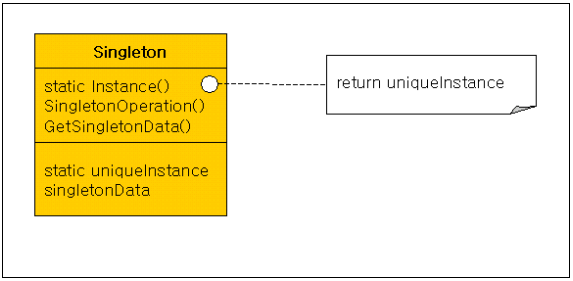 Singleton
static Instance()
return uniqueInstance
SingletonOperation()
GetSingletonData()
static uniqueInstance
singletonData